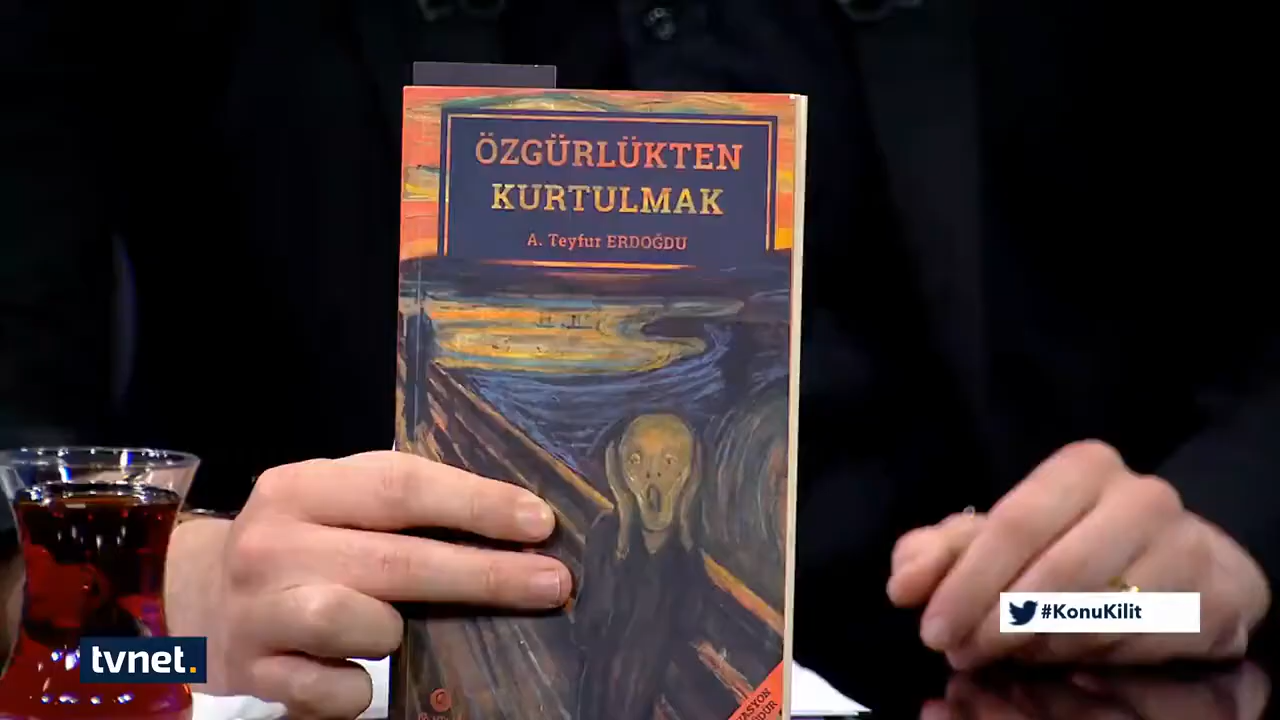 ÖZGÜRLÜKTEN
KURTULMAK
A. Teyfur ERDOĞDU
tvnet.
#KonuKilit